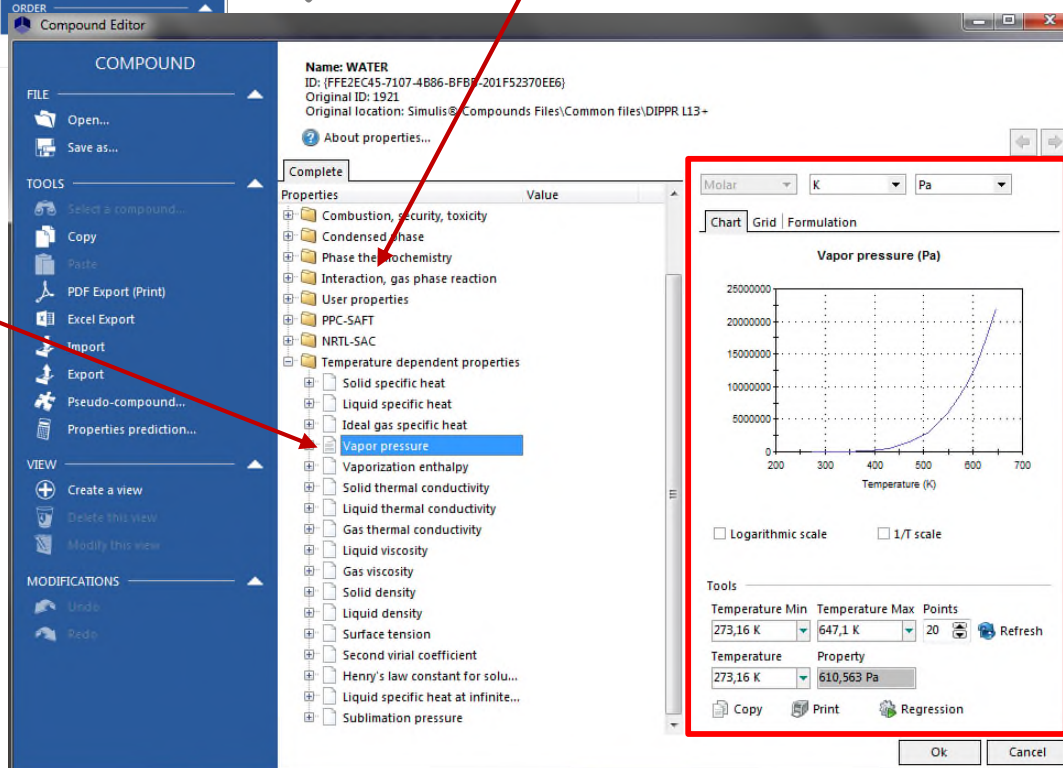 ORDER
Compound Editor
COMPOUND
FILE
Open...
Save as...
TOOLS
Select a compound...
Copy
Paste
PDF Export (Print)
Excel Export
Import
Export
Pseudo-compound...
Properties prediction...
VIEW
Create a view
Delete this view
Modify this view
MODIFICATIONS
Undo
Redo
Name: WATER
ID: {FFE2EC45-7107-4B86-BFBB-201F52370EE6}
Original ID: 1921
Original location: Simulis® Compounds Files\Common files\DIPPR L13+
About properties...
Complete
Properties Value
Combustion, security, toxicity
Condensed phase
Phase thermochemistry
Interaction, gas phase reaction
User properties
PPC-SAFT
NRTL-SAC
Temperature dependent properties
Solid specific heat
Liquid specific heat
Ideal gas specific heat
Vapor pressure
Vaporization enthalpy
Solid thermal conductivity
Liquid thermal conductivity
Gas thermal conductivity
Liquid viscosity
Gas viscosity
Solid density
Liquid density
Surface tension
Second virial coefficient
Henry's law constant for solu...
Liquid specific heat at infinite...
Sublimation pressure
Molar K Pa
Chart Grid Formulation
Vapor pressure (Pa)
25000000
20000000
15000000
10000000
5000000
0
200 300 400 500 600 700
Temperature (K)
Logarithmic scale 1/T scale
Tools
Temperature Min Temperature Max Points
273,16 K 647,1 K 20 Refresh
Temperature Property
273,16 K 610,563 Pa
Copy Print Regression
Ok Cancel